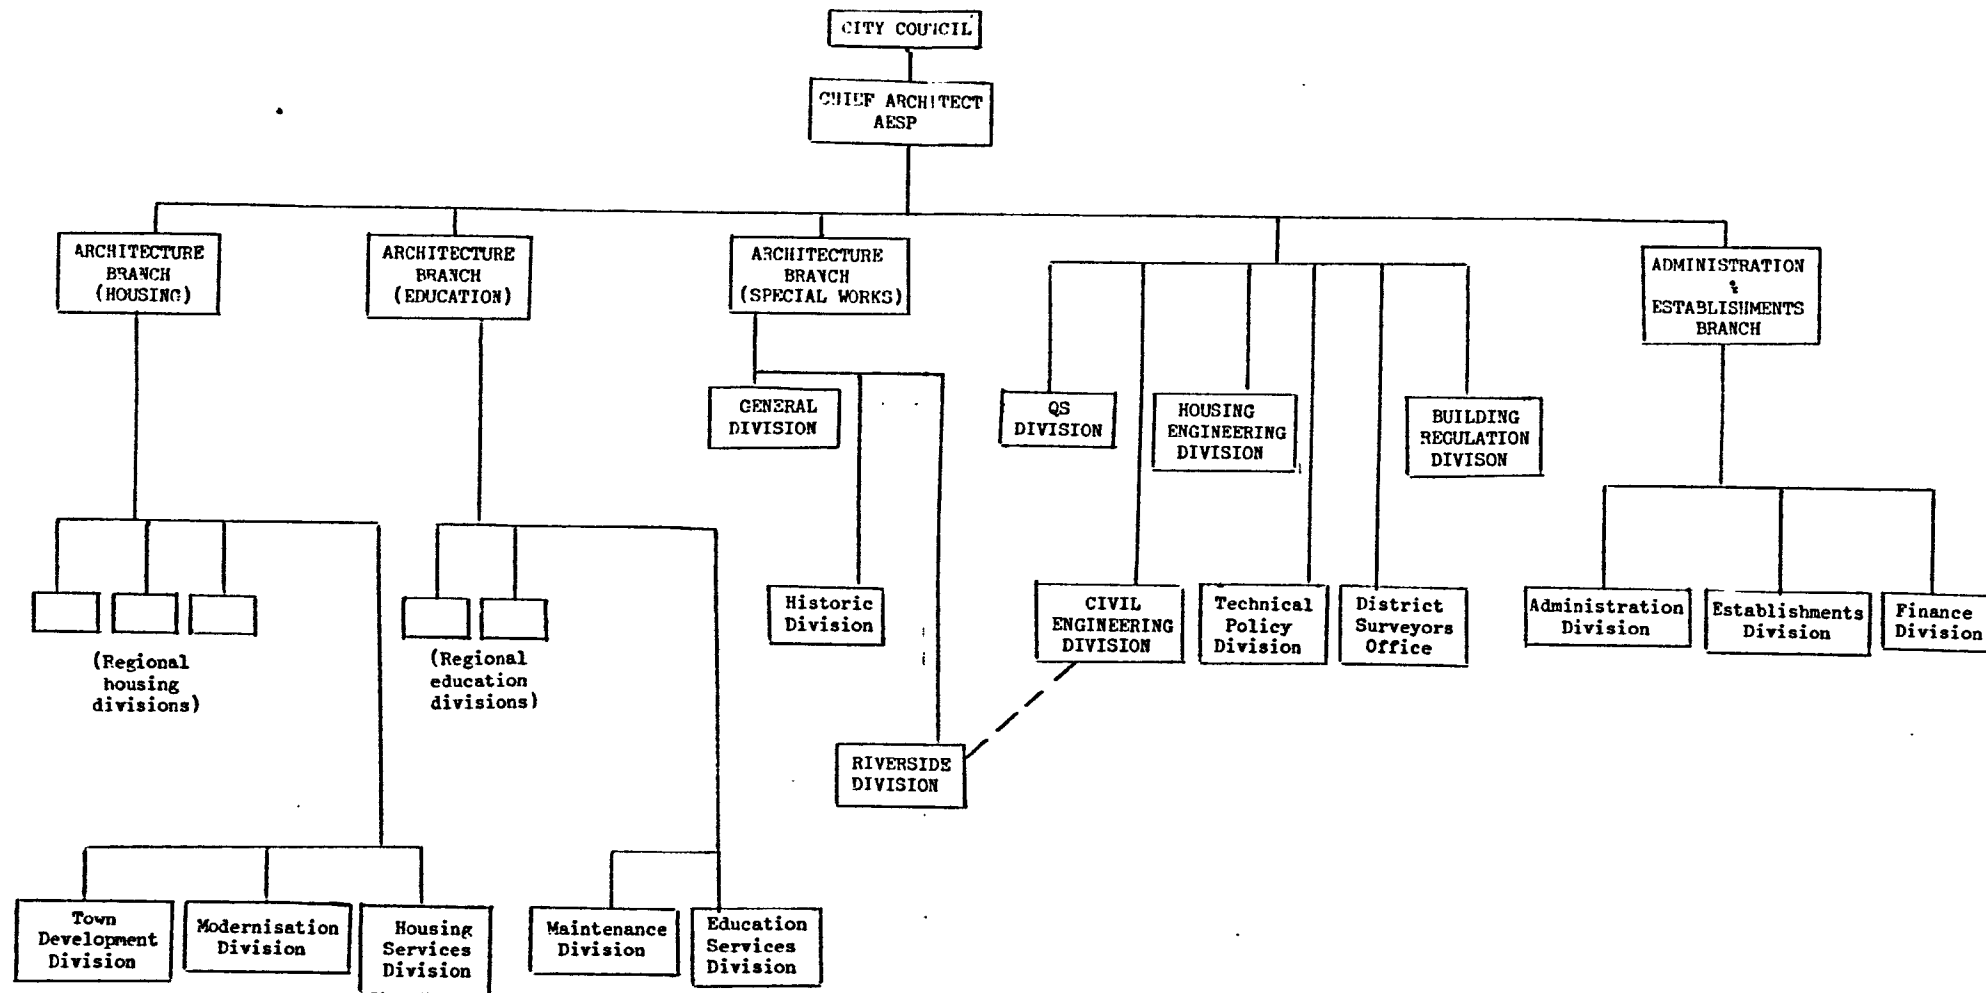 CITY COUNCIL
CHIEF ARCHITECT
AESP
ARCHITECTURE
BRANCH
(HOUSING)
ARCHITECTURE
BRANCH
(EDUCATION)
ARCHITECTURE
BRANCH
(SPECIAL WORKS)
ADMINISTRATION
&
ESTABLISHMENTS
BRANCH
GENERAL
DIVISION
QS
DIVISION
HOUSING
ENGINEERING
DIVISION
BUILDING
REGULATION
DIVISON
Historic
Division
CIVIL
ENGINEERING
DIVISION
Technical
Policy
Division
District
Surveyors
Office
Administration
Division
Establishments
Division
Finance
Division
(Regional
housing
divisions)
(Regional
education
divisions)
RIVERSIDE
DIVISION
Town
Development
Division
Modernisation
Division
Housing
Services
Division
Maintenance
Division
Education
Services
Division